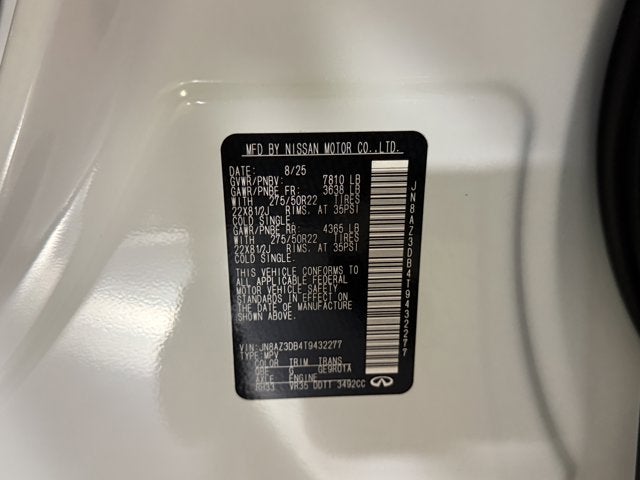 MFD BY NISSAN MOTOR CO.,LTD.
DATE: 8/25
GVWR/PNBV: 7810 LB
GAWR/PNBE FR: 3638 LB
WITH 275/50R22 TIRES
22X8 1/2J RIMS. AT 35PSI
COLD SINGLE.
GAWR/PNBE RR: 4365 LB
WITH 275/50R22 TIRES
22X8 1/2J RIMS. AT 35PSI
COLD SINGLE.
THIS VEHICLE CONFORMS TO
ALL APPLICABLE FEDERAL
MOTOR VEHICLE SAFETY
STANDARDS IN EFFECT ON
THE DATE OF MANUFACTURE
SHOWN ABOVE.
VIN: JN8AZ3DB4T9432277
TYPE: MPV
COLOR TRIM TRANS
QBF G GE9R01A
AXLE ENGINE
RH33 VR35 DDTT 3492CC
JN8AZ3DB4T9432277